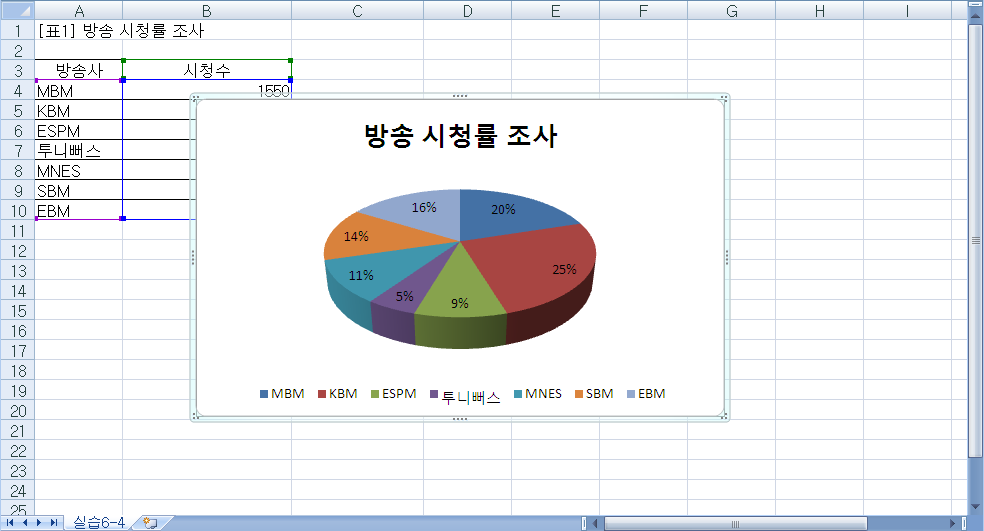 A B C D E F G H I
1 [표1] 방송 시청률 조사
2
3 방송사 시청수
4 MBM 1550
5 KBM
6 ESPM
7 투니뻐스
8 MNES
9 SBM
10 EBM
11
12
13
14
15
16
17
18
19
20
21
22
23
24
25
방송 시청률 조사
16% 20%
14% 25%
11% 5% 9%
MBM KBM ESPM 투니뻐스 MNES SBM EBM
실습6-4